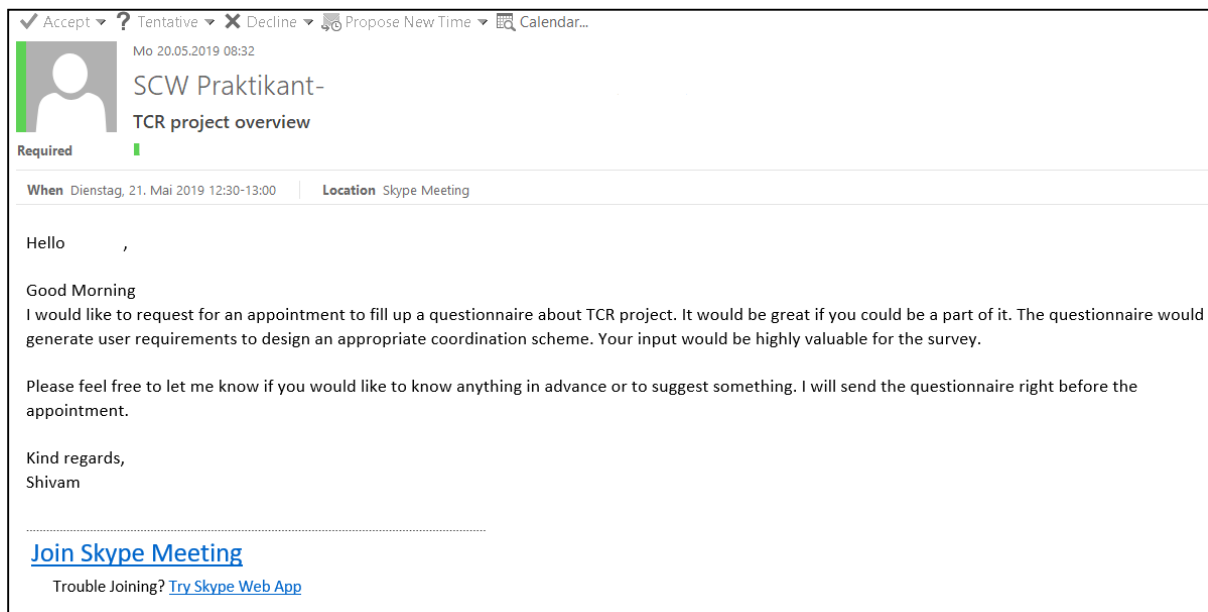 Accept ? Tentative Decline Propose New Time Calendar...
Mo 20.05.2019 08:32
SCW Praktikant-
TCR project overview
Required
When Dienstag, 21. Mai 2019 12:30-13:00 Location Skype Meeting
Hello ,
Good Morning
I would like to request for an appointment to fill up a questionnaire about TCR project. It would be great if you could be a part of it. The questionnaire would
generate user requirements to design an appropriate coordination scheme. Your input would be highly valuable for the survey.
Please feel free to let me know if you would like to know anything in advance or to suggest something. I will send the questionnaire right before the
appointment.
Kind regards,
Shivam
Join Skype Meeting
Trouble Joining? Try Skype Web App